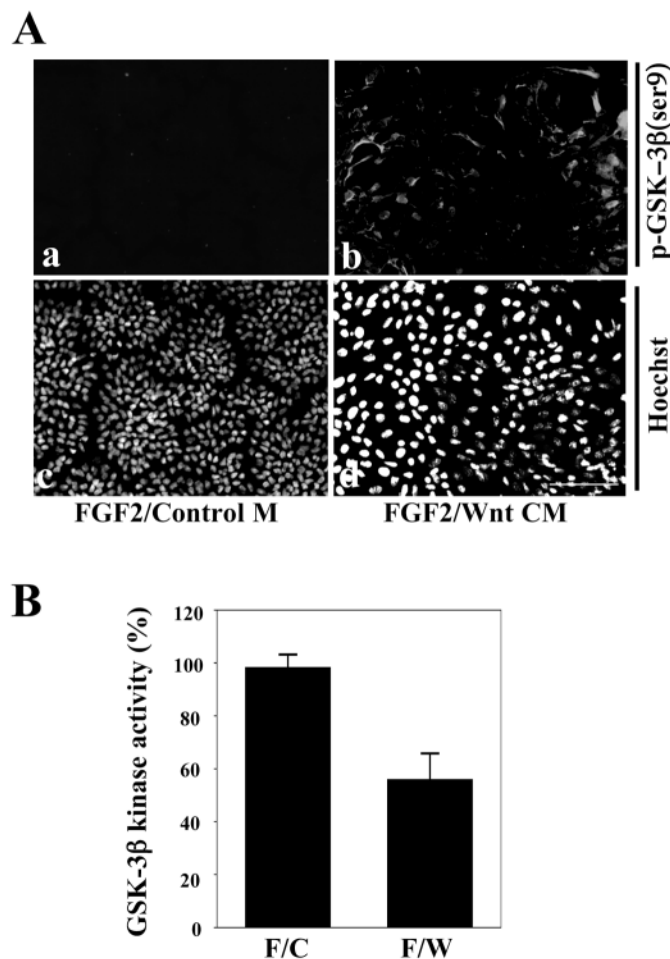 A
a
b
p-GSK-3β(ser9)
c
d
Hoechst
FGF2/Control M
FGF2/Wnt CM
B
GSK-3β kinase activity (%)
120
100
80
60
40
20
0
F/C
F/W